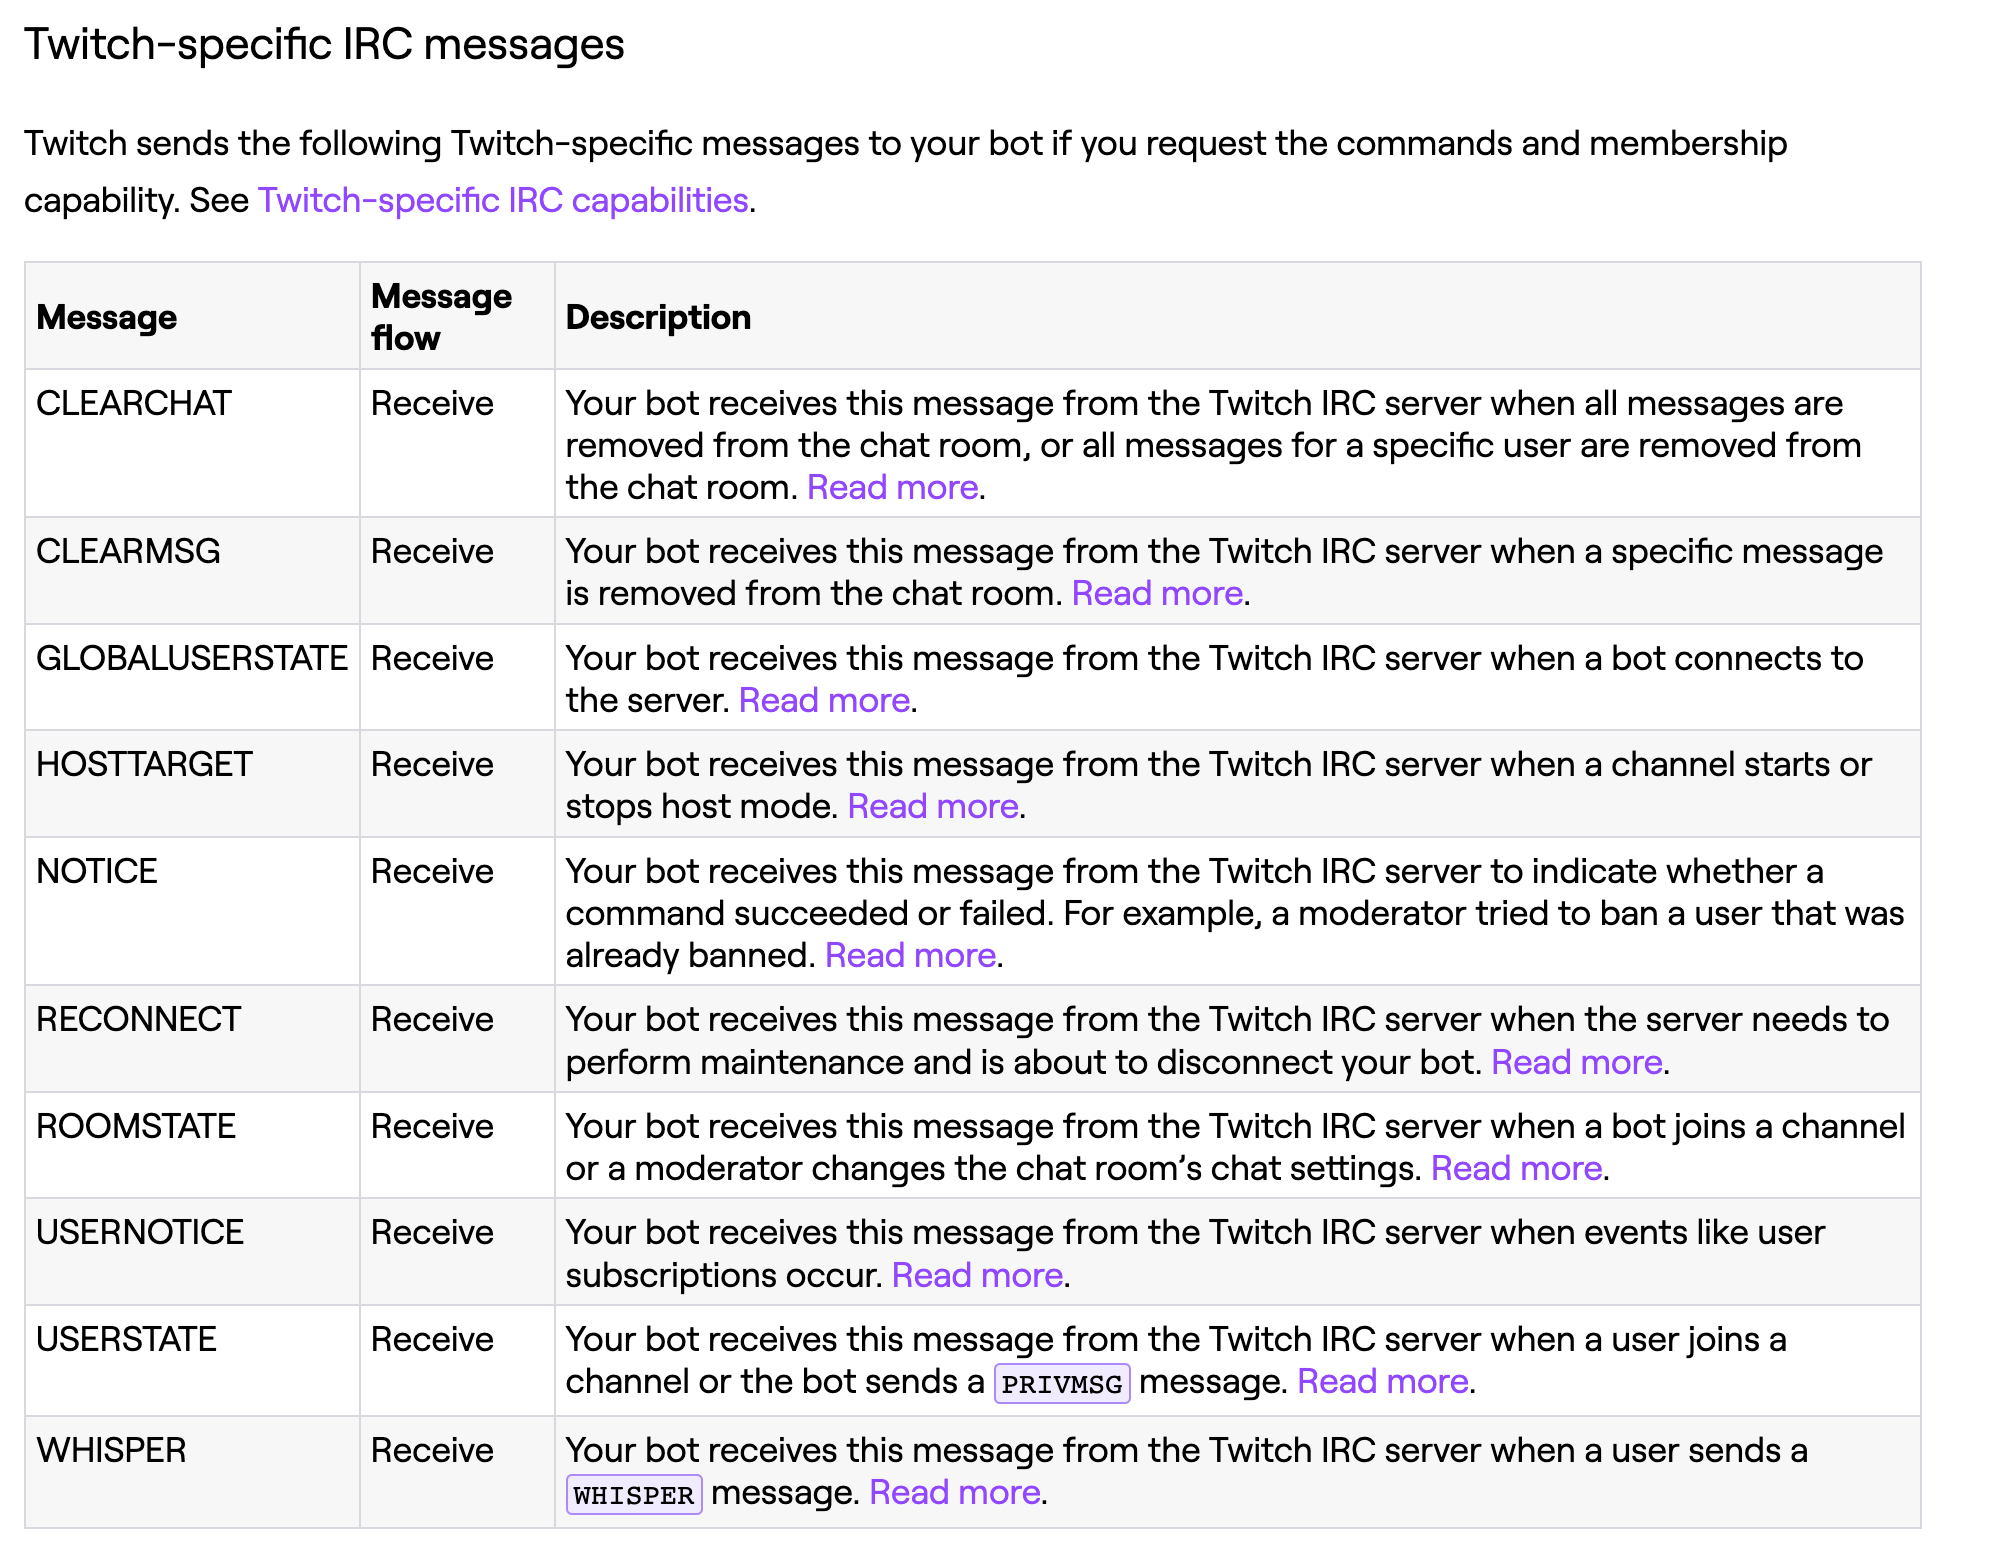 Twitch-specific IRC messages
Twitch sends the following Twitch-specific messages to your bot if you request the commands and membership
capability. See Twitch-specific IRC capabilities.
Message
Message
flow
Description
CLEARCHAT
Receive
Your bot receives this message from the Twitch IRC server when all messages are
removed from the chat room, or all messages for a specific user are removed from
the chat room. Read more.
CLEARMSG
Receive
Your bot receives this message from the Twitch IRC server when a specific message
is removed from the chat room. Read more.
GLOBALUSERSTATE
Receive
Your bot receives this message from the Twitch IRC server when a bot connects to
the server. Read more.
HOSTTARGET
Receive
Your bot receives this message from the Twitch IRC server when a channel starts or
stops host mode. Read more.
NOTICE
Receive
Your bot receives this message from the Twitch IRC server to indicate whether a
command succeeded or failed. For example, a moderator tried to ban a user that was
already banned. Read more.
RECONNECT
Receive
Your bot receives this message from the Twitch IRC server when the server needs to
perform maintenance and is about to disconnect your bot. Read more.
ROOMSTATE
Receive
Your bot receives this message from the Twitch IRC server when a bot joins a channel
or a moderator changes the chat room’s chat settings. Read more.
USERNOTICE
Receive
Your bot receives this message from the Twitch IRC server when events like user
subscriptions occur. Read more.
USERSTATE
Receive
Your bot receives this message from the Twitch IRC server when a user joins a
channel or the bot sends a PRIVMSG message. Read more.
WHISPER
Receive
Your bot receives this message from the Twitch IRC server when a user sends a
WHISPER message. Read more.